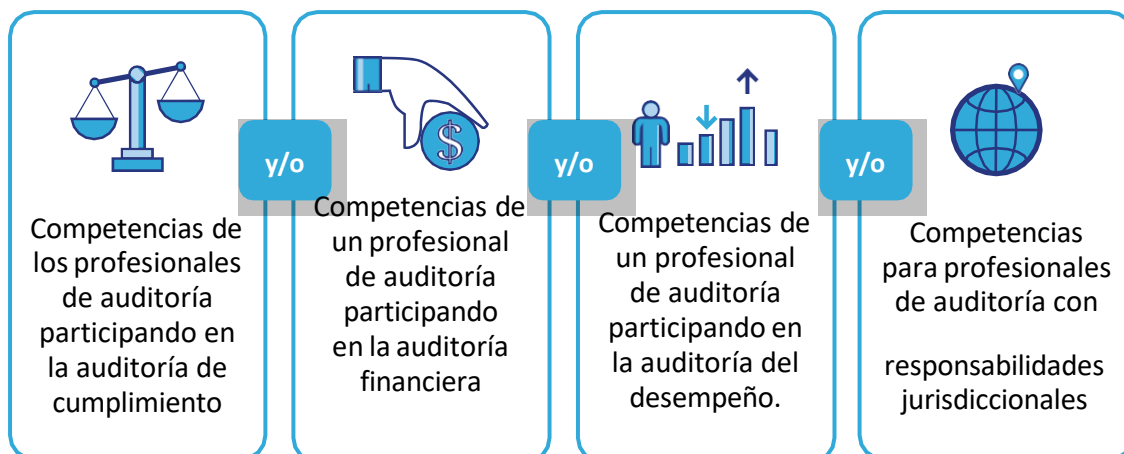 $
y/o
y/o
y/o
Competencias de
los profesionales
de auditoría
participando en
la auditoría de
cumplimiento
Competencias de
un profesional
de auditoría
participando
en la auditoría
financiera
Competencias de
un profesional
de auditoría
participando en
la auditoría del
desempeño.
Competencias
para profesionales
de auditoría con
responsabilidades
jurisdiccionales